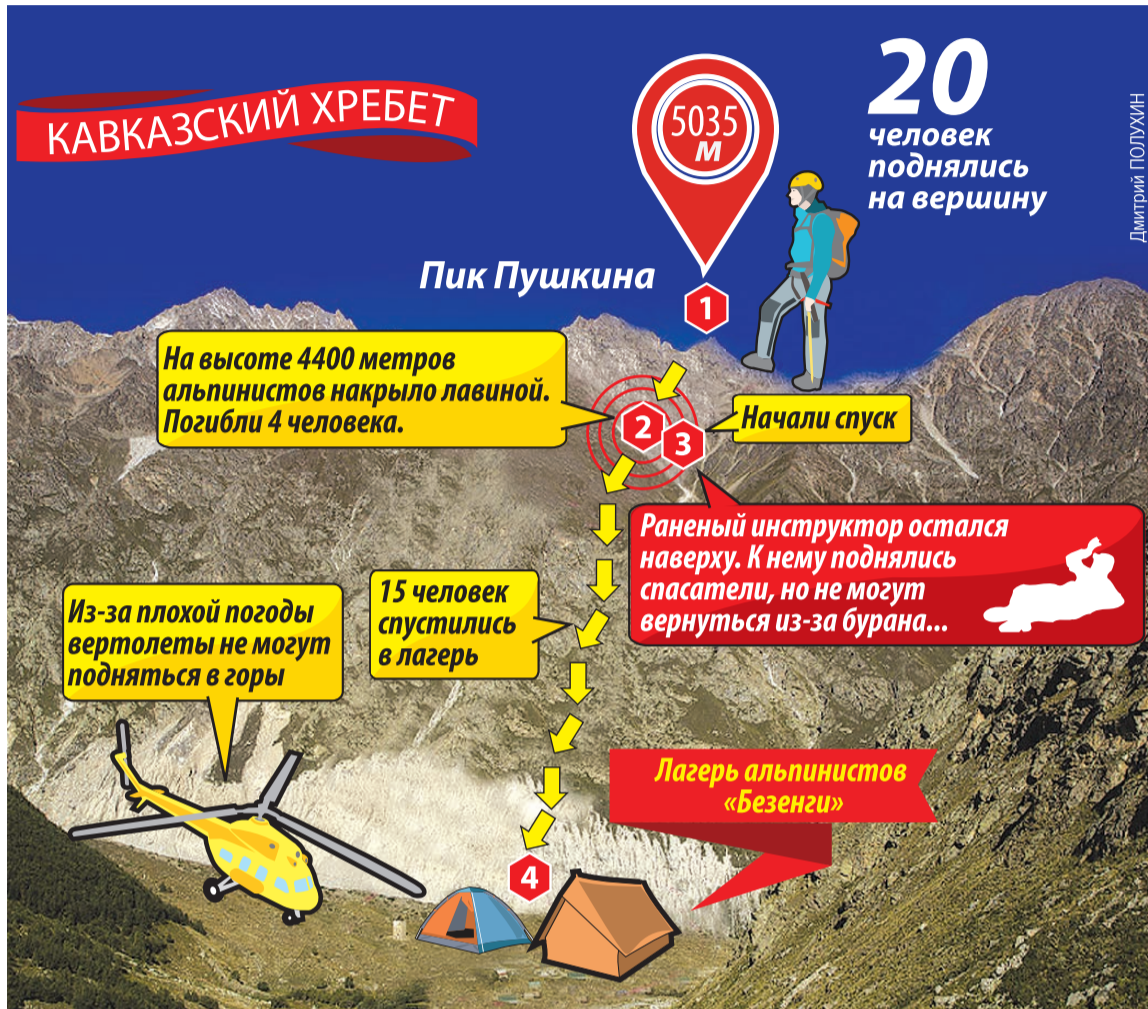 КАВКАЗСКИЙ ХРЕБЕТ
5035
М
20
человек
поднялись
на вершину
Дмитрий ПОЛУХИН
Пик Пушкина
1
На высоте 4400 метров
альпинистов накрыло лавиной.
Погибли 4 человека.
2
3
Начали спуск
Раненый инструктор остался
наверху. К нему поднялись
спасатели, но не могут
вернуться из-за бурана...
15 человек
спустились
в лагерь
Из-за плохой погоды
вертолеты не могут
подняться в горы
Лагерь альпинистов
«Безенги»
4